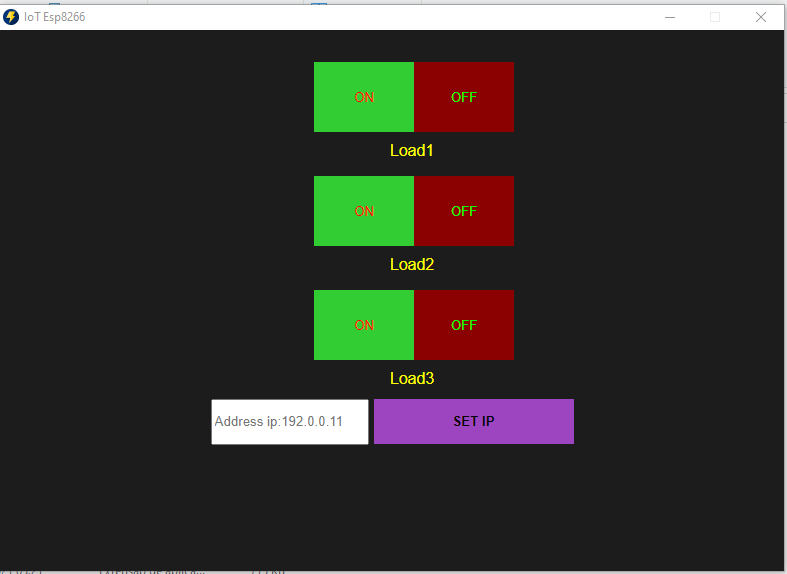 IoT Esp8266
ON OFF
Load1
ON OFF
Load2
ON OFF
Load3
Address ip:192.0.0.11 SET IP